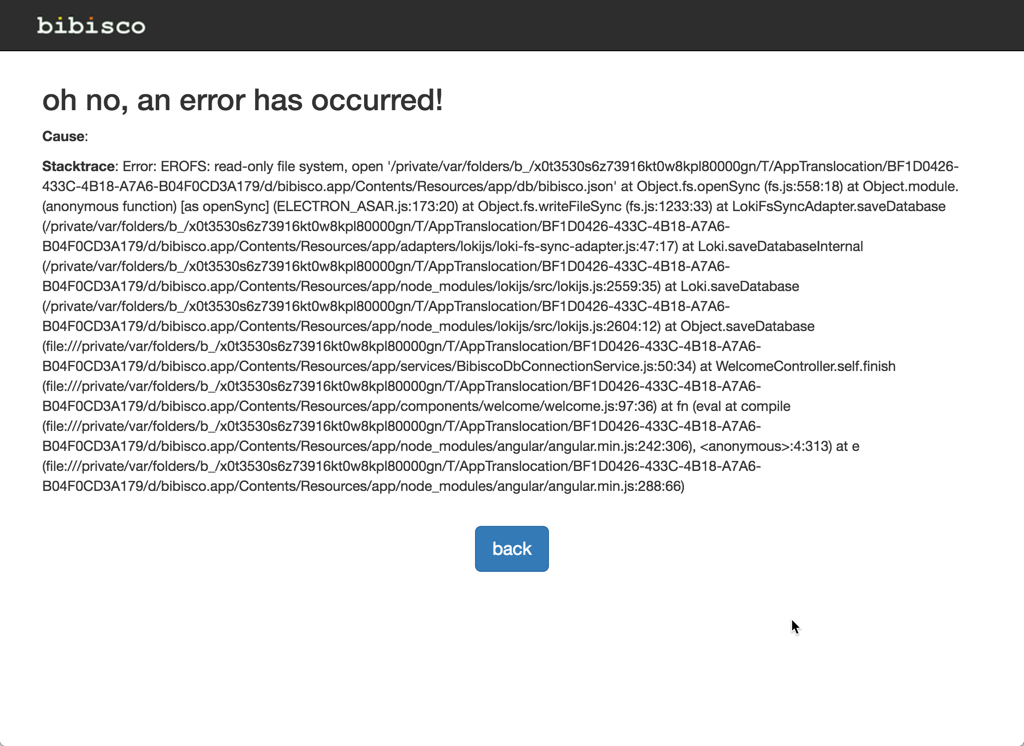 bibisco
oh no, an error has occurred!
Cause:
Stacktrace: Error: EROFS: read-only file system, open '/private/var/folders/b_/x0t3530s6z73916kt0w8kpl80000gn/T/AppTranslocation/BF1D0426-
433C-4B18-A7A6-B04F0CD3A179/d/bibisco.app/Contents/Resources/app/db/bibisco.json' at Object.fs.openSync (fs.js:558:18) at Object.module.
(anonymous function) [as openSync] (ELECTRON_ASAR.js:173:20) at Object.fs.writeFileSync (fs.js:1233:33) at LokiFsSyncAdapter.saveDatabase
(/private/var/folders/b_/x0t3530s6z73916kt0w8kpl80000gn/T/AppTranslocation/BF1D0426-433C-4B18-A7A6-
B04F0CD3A179/d/bibisco.app/Contents/Resources/app/adapters/lokijs/loki-fs-sync-adapter.js:47:17) at Loki.saveDatabaseInternal
(/private/var/folders/b_/x0t3530s6z73916kt0w8kpl80000gn/T/AppTranslocation/BF1D0426-433C-4B18-A7A6-
B04F0CD3A179/d/bibisco.app/Contents/Resources/app/node_modules/lokijs/src/lokijs.js:2559:35) at Loki.saveDatabase
(/private/var/folders/b_/x0t3530s6z73916kt0w8kpl80000gn/T/AppTranslocation/BF1D0426-433C-4B18-A7A6-
B04F0CD3A179/d/bibisco.app/Contents/Resources/app/node_modules/lokijs/src/lokijs.js:2604:12) at Object.saveDatabase
(file:///private/var/folders/b_/x0t3530s6z73916kt0w8kpl80000gn/T/AppTranslocation/BF1D0426-433C-4B18-A7A6-
B04F0CD3A179/d/bibisco.app/Contents/Resources/app/services/BibiscoDbConnectionService.js:50:34) at WelcomeController.self.finish
(file:///private/var/folders/b_/x0t3530s6z73916kt0w8kpl80000gn/T/AppTranslocation/BF1D0426-433C-4B18-A7A6-
B04F0CD3A179/d/bibisco.app/Contents/Resources/app/components/welcome/welcome.js:97:36) at fn (eval at compile
(file:///private/var/folders/b_/x0t3530s6z73916kt0w8kpl80000gn/T/AppTranslocation/BF1D0426-433C-4B18-A7A6-
B04F0CD3A179/d/bibisco.app/Contents/Resources/app/node_modules/angular/angular.min.js:242:306), <anonymous>:4:313) at e
(file:///private/var/folders/b_/x0t3530s6z73916kt0w8kpl80000gn/T/AppTranslocation/BF1D0426-433C-4B18-A7A6-
B04F0CD3A179/d/bibisco.app/Contents/Resources/app/node_modules/angular/angular.min.js:288:66)
back